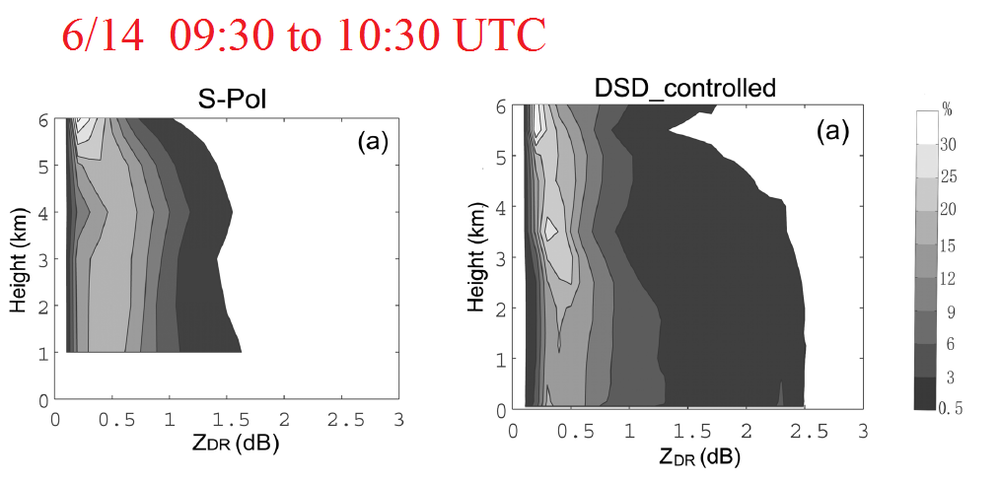 6/14 09:30 to 10:30 UTC
S-Pol
(a)
6
5
4
3
2
1
0
Height (km)
0 0.5 1 1.5 2 2.5 3
ZDR (dB)
DSD_controlled
(a)
6
5
4
3
2
1
0
Height (km)
0 0.5 1 1.5 2 2.5 3
ZDR (dB)
%
30
25
20
15
12
9
6
3
0.5